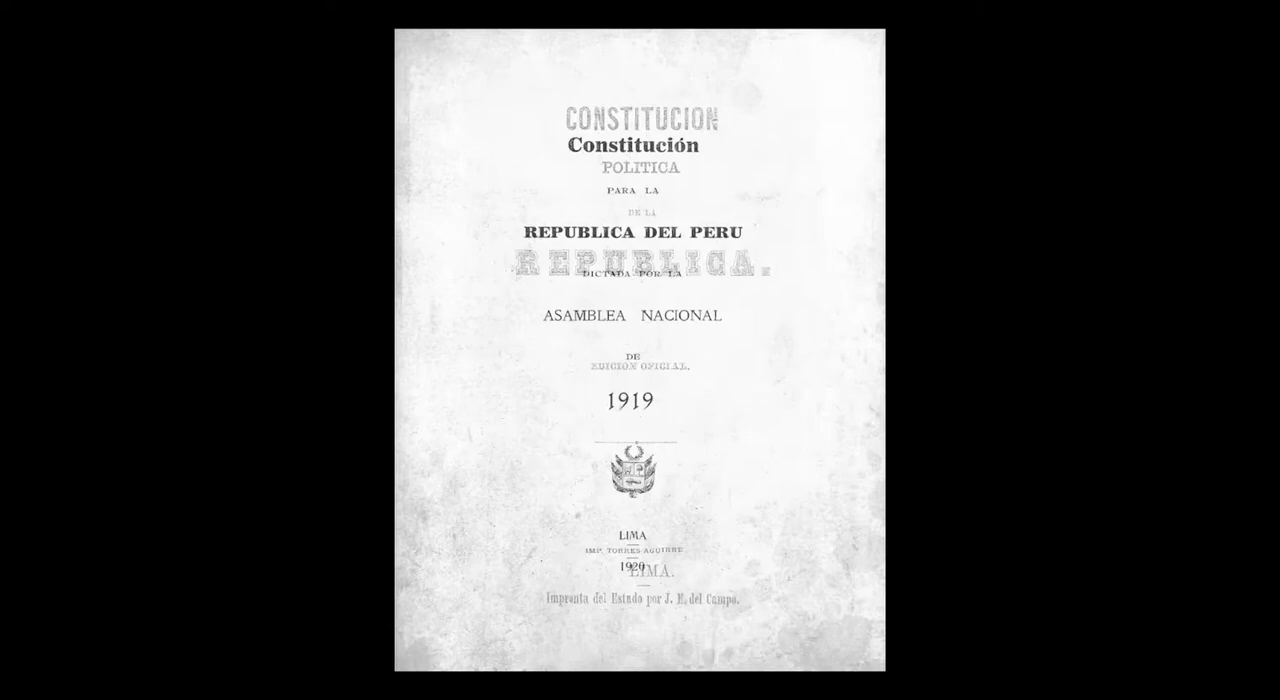 CONSTITUCION
Constitución
POLITICA
PARA LA
DE LA
REPUBLICA DEL PERU
REPUBLICA.
DICTADA POR LA
ASAMBLEA NACIONAL
DE
EDICION OFICIAL.
1919
LIMA
IMP. TORRES AGUIRRE
1920
LIMA.
Imprenta del Estado por J. E. del Campo.